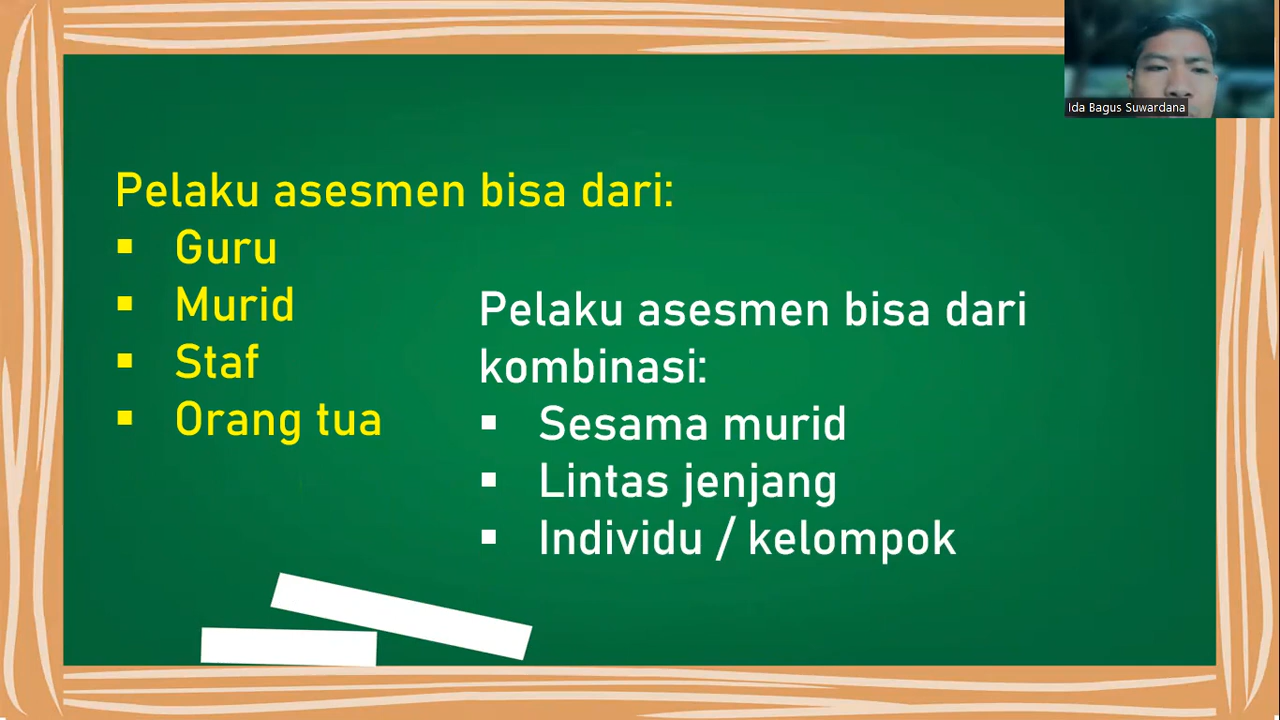 Ida Bagus Suwardana
Pelaku asesmen bisa dari:
▪ Guru
▪ Murid
▪ Staf
▪ Orang tua
Pelaku asesmen bisa dari
kombinasi:
▪ Sesama murid
▪ Lintas jenjang
▪ Individu / kelompok